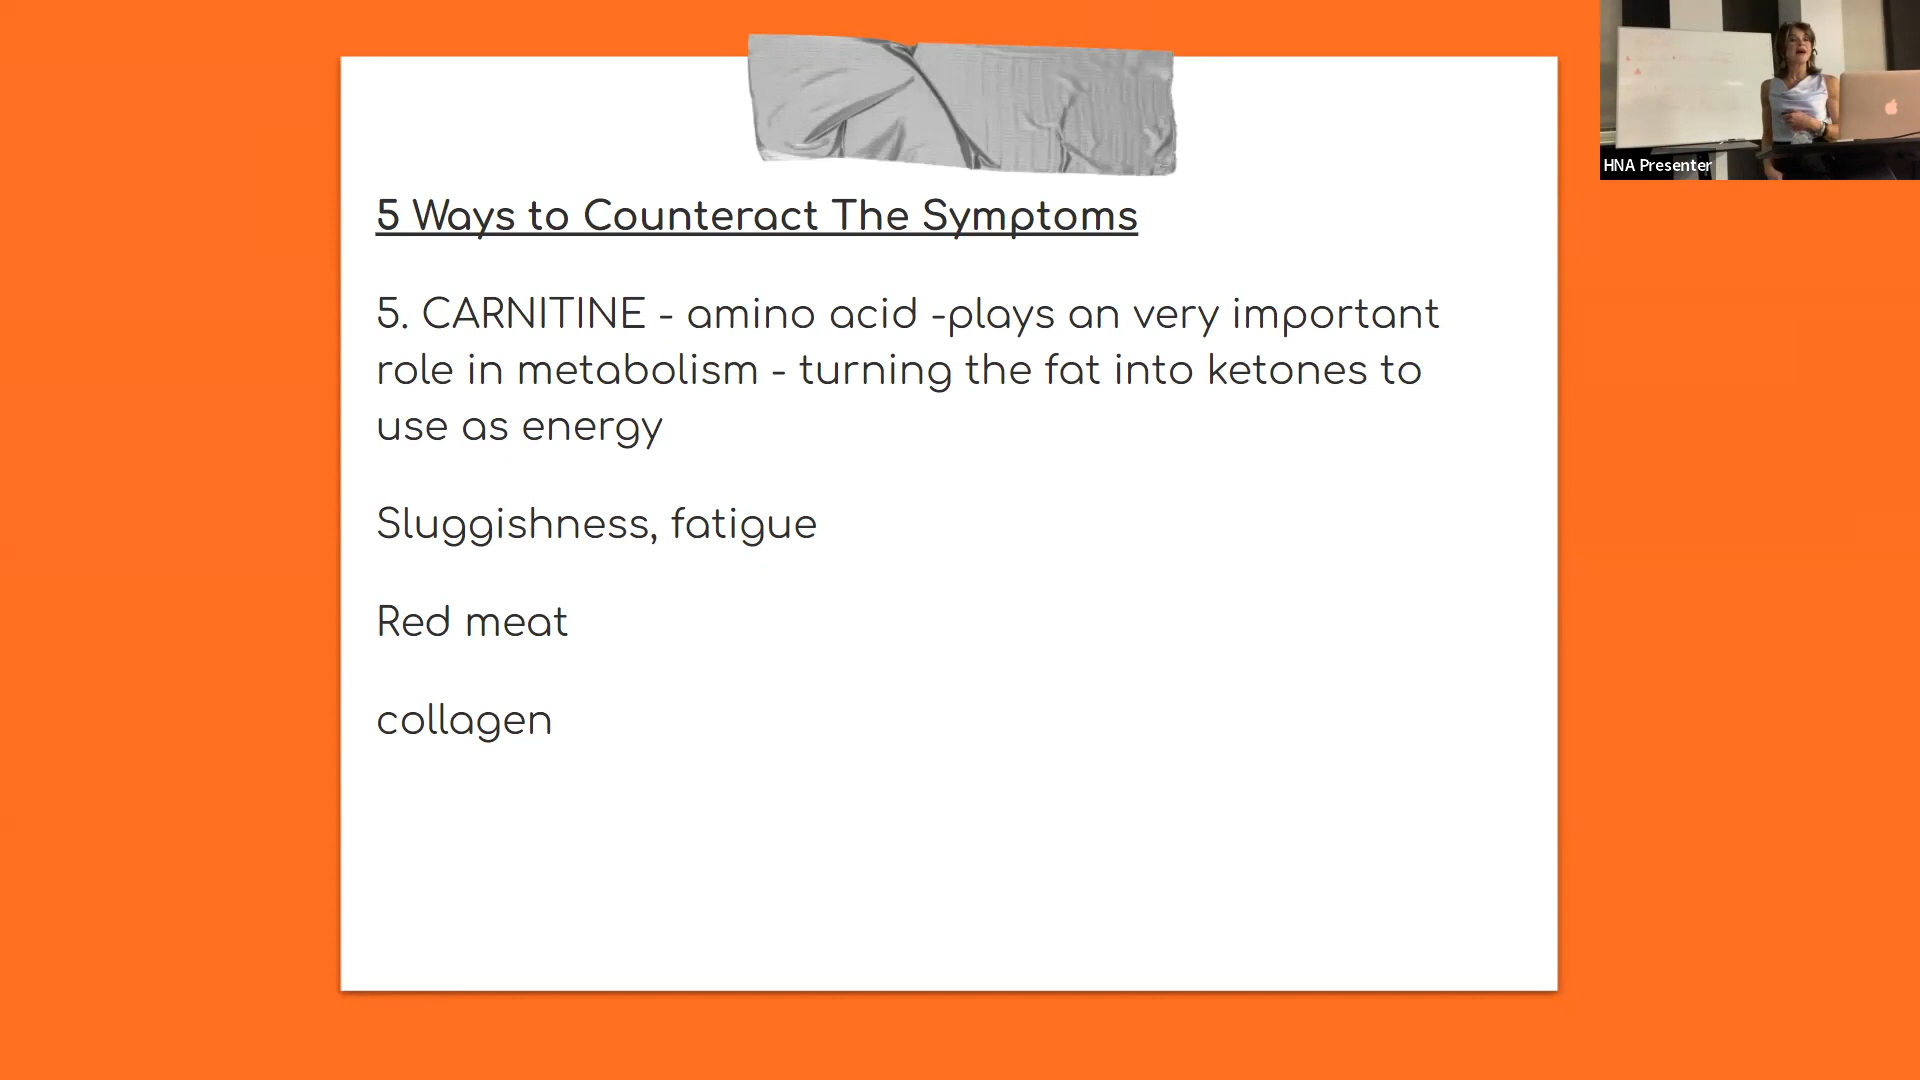 5 Ways to Counteract The Symptoms
5. CARNITINE - amino acid -plays an very important
role in metabolism - turning the fat into ketones to
use as energy
Sluggishness, fatigue
Red meat
collagen
HNA Presenter